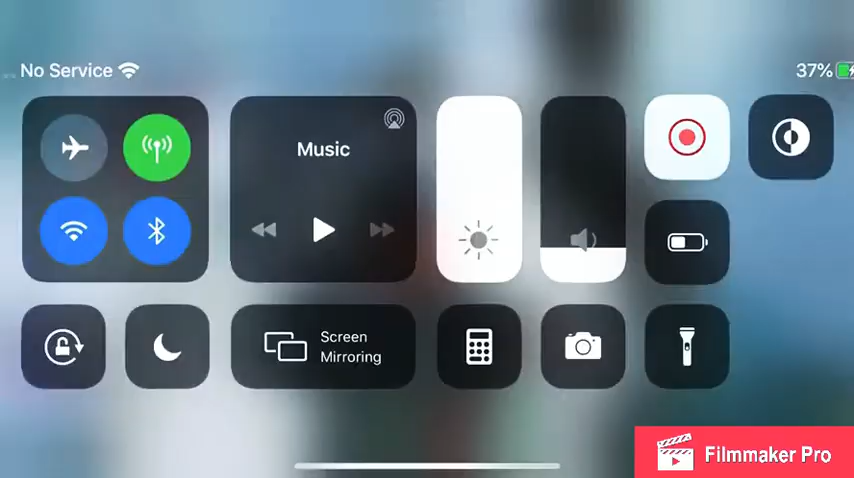 No Service
37%
Music
Screen
Mirroring
Filmmaker Pro